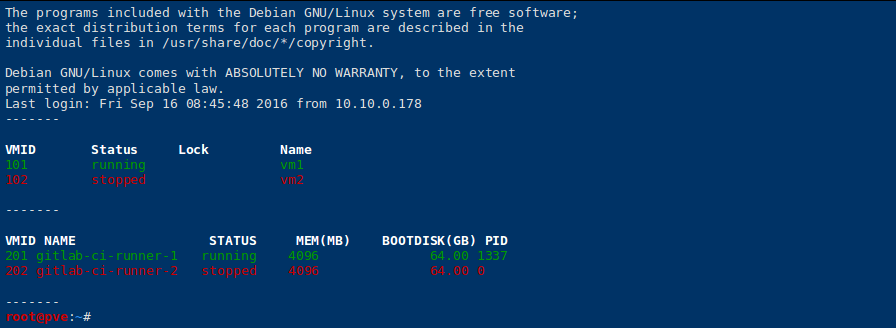 The programs included with the Debian GNU/Linux system are free software;
the exact distribution terms for each program are described in the
individual files in /usr/share/doc/*/copyright.
Debian GNU/Linux comes with ABSOLUTELY NO WARRANTY, to the extent
permitted by applicable law.
Last login: Fri Sep 16 08:45:48 2016 from 10.10.0.178
-------
VMID       Status     Lock         Name
101        running                 vm1
102        stopped                 vm2
-------
VMID NAME                 STATUS     MEM(MB)    BOOTDISK(GB) PID
201 gitlab-ci-runner-1   running    4096              64.00 1337
202 gitlab-ci-runner-2   stopped    4096              64.00 0
-------
root@pve:~#